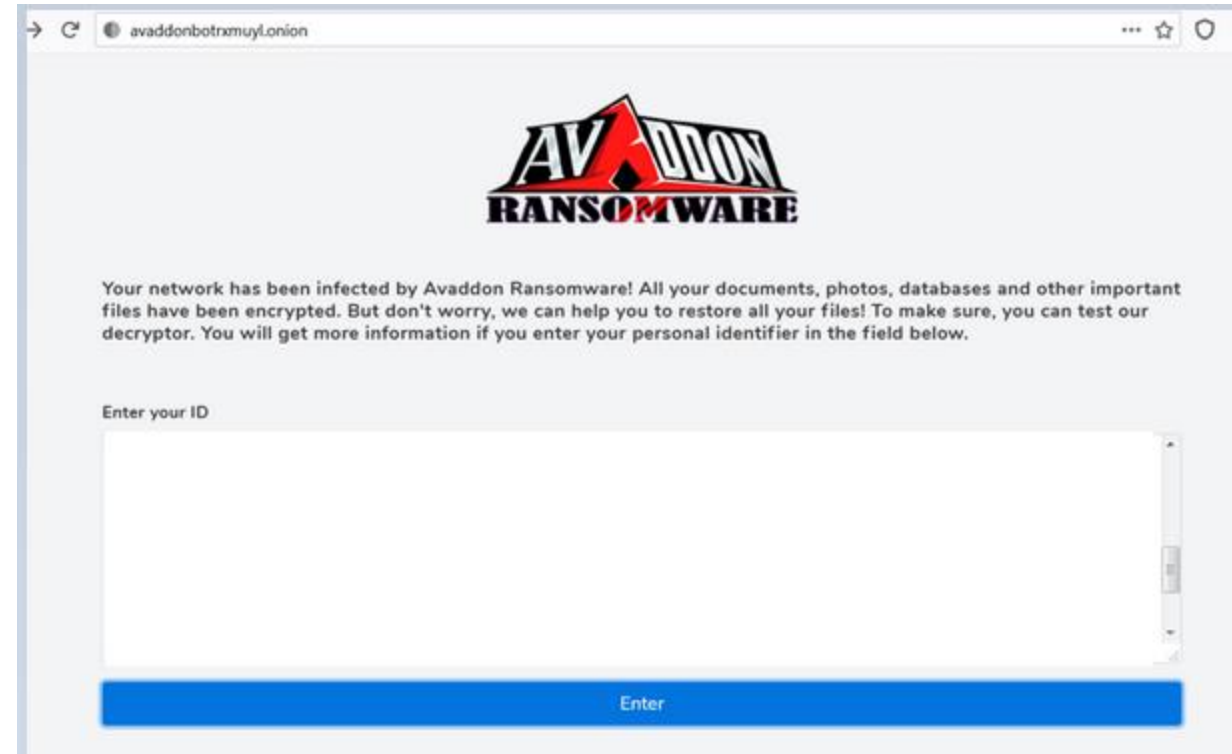 avaddonbotrxmuyl.onion
AVADDON
RANSOMWARE
Your network has been infected by Avaddon Ransomware! All your documents, photos, databases and other important
files have been encrypted. But don't worry, we can help you to restore all your files! To make sure, you can test our
decryptor. You will get more information if you enter your personal identifier in the field below.
Enter your ID
Enter